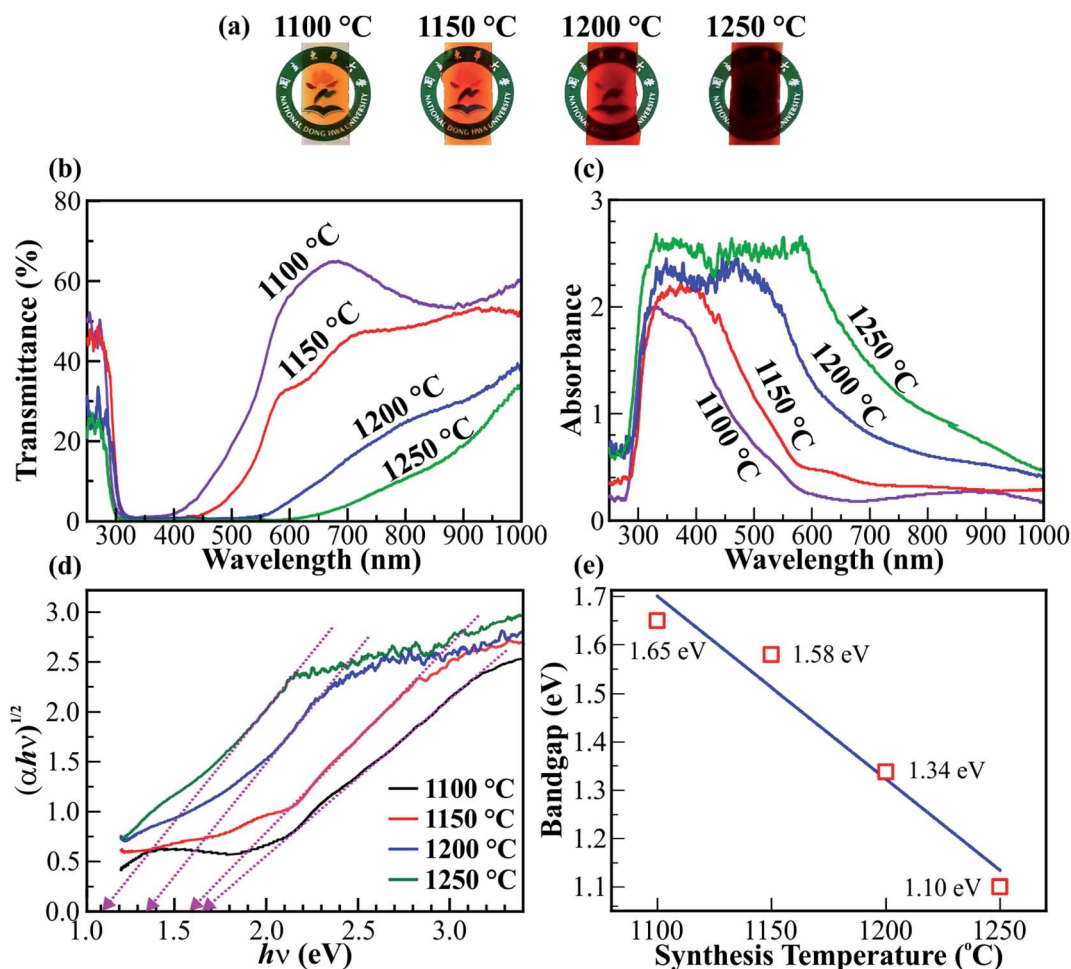 (a) 1100 °C 1150 °C 1200 °C 1250 °C
NATIONAL DONG HWA UNIVERSITY NATIONAL DONG HWA UNIVERSITY NATIONAL DONG HWA UNIVERSITY NATIONAL UNIVERSITY
(b)
80
60
40
20
0
Transmittance (%)
1100 °C
1150 °C
1200 °C
1250 °C
300 400 500 600 700 800 900 1000
Wavelength (nm)
(c)
3
2
1
0
Absorbance
1250 °C
1200 °C
1150 °C
1100 °C
300 400 500 600 700 800 900 1000
Wavelength (nm)
(d)
3.0
2.5
2.0
1.5
1.0
0.5
0.0
(αhν)1/2
1100 °C
1150 °C
1200 °C
1250 °C
1.0 1.5 2.0 2.5 3.0
hν (eV)
(e)
1.7
1.6
1.5
1.4
1.3
1.2
1.1
Bandgap (eV)
1.65 eV
1.58 eV
1.34 eV
1.10 eV
1100 1150 1200 1250
Synthesis Temperature (°C)